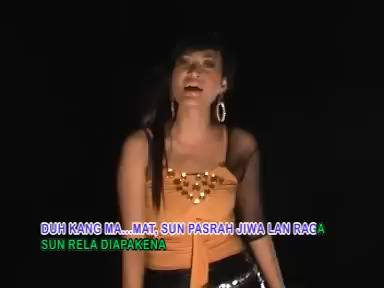 DUH KANG MA...MAT, SUN PASRAH JIWA LAN RAGA
SUN RELA DIAPAKENA